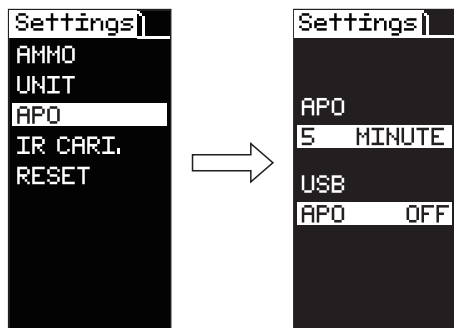 Settings
AMMO
UNIT
APO
IR CARI.
RESET
Settings
APO
5 MINUTE
USB
APO OFF